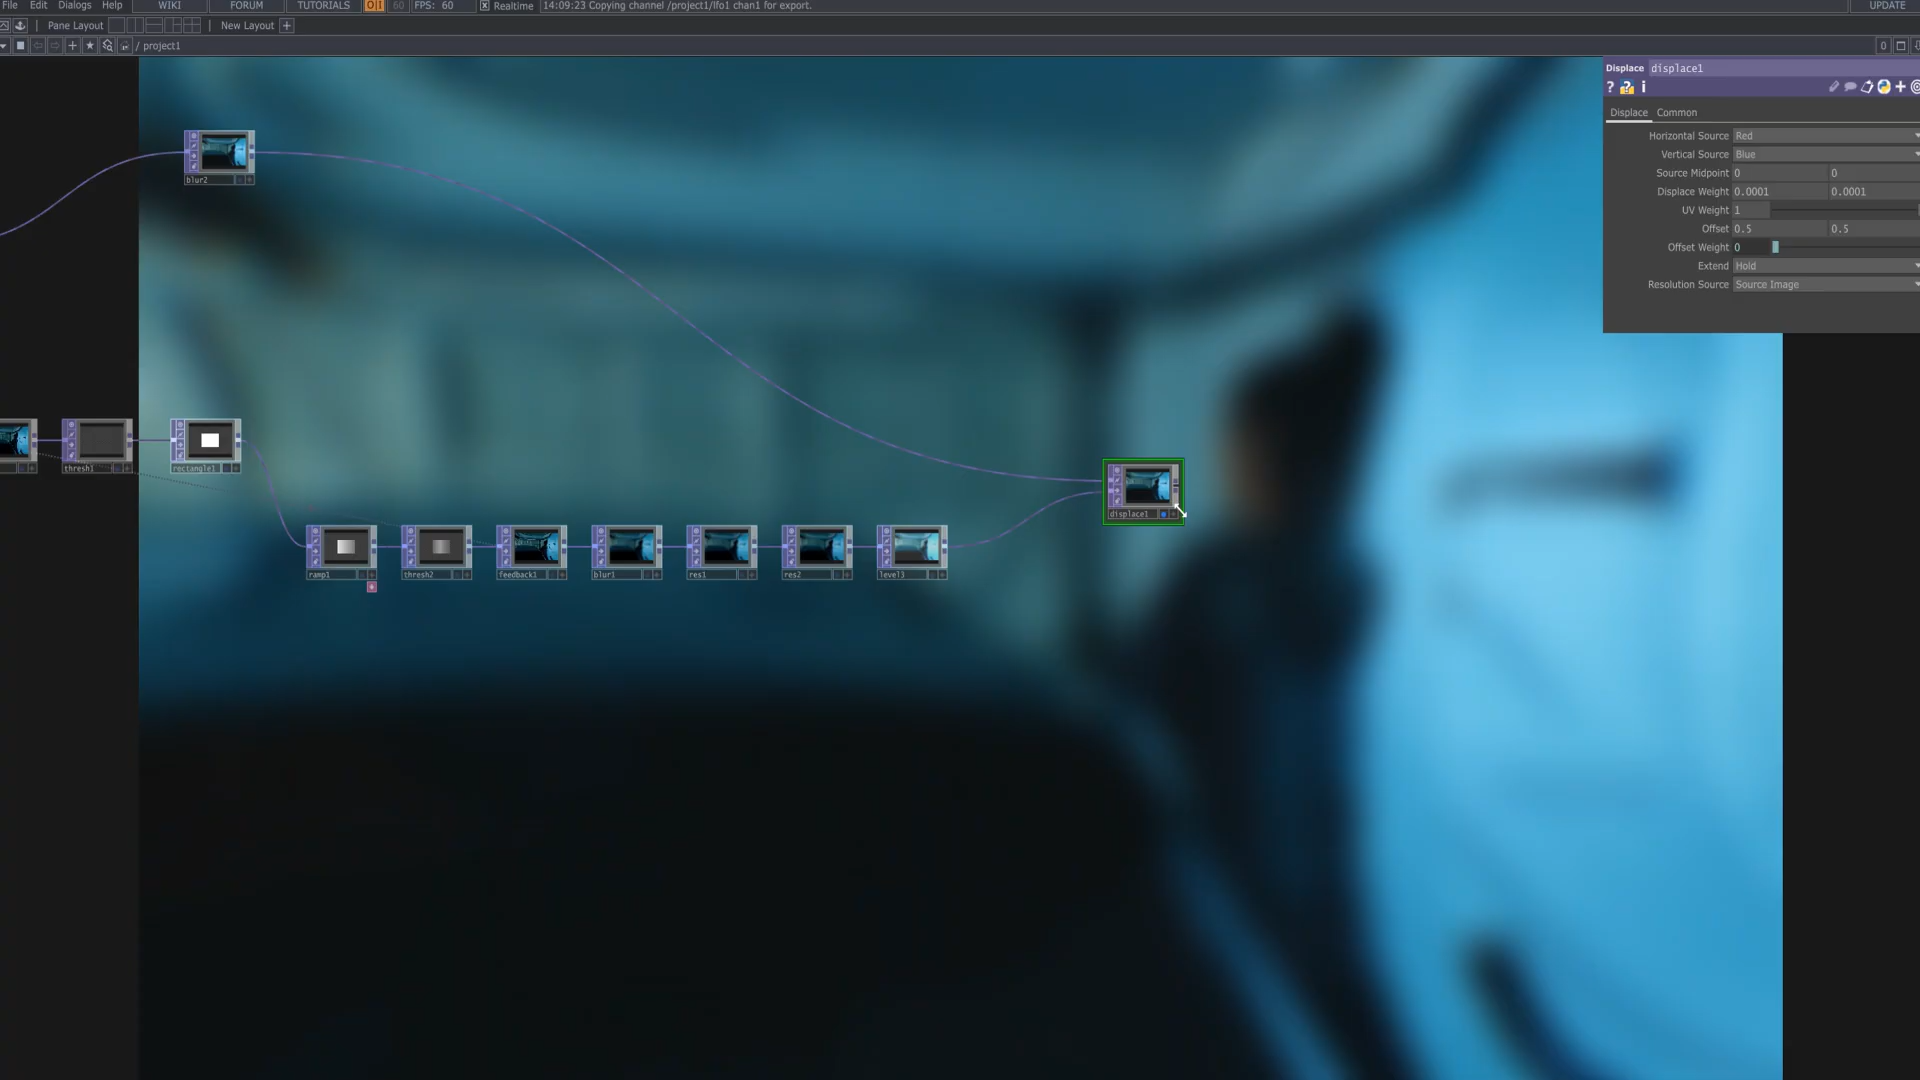 File Edit Dialogs Help WIKI FORUM TUTORIALS O|I 60 FPS: 60 Realtime 14:09:23 Copying channel /project1/lfo1 chan1 for export. UPDATE
Pane Layout New Layout +
/ project1 0
Displace displace1
? ? i
Displace Common
Horizontal Source Red
Vertical Source Blue
Source Midpoint 0 0
Displace Weight 0.0001 0.0001
UV Weight 1
Offset 0.5 0.5
Offset Weight 0
Extend Hold
Resolution Source Source Image
blur2
thresh1 rectangle1
displace1
ramp1 thresh2 feedback1 blur1 res1 res2 level3